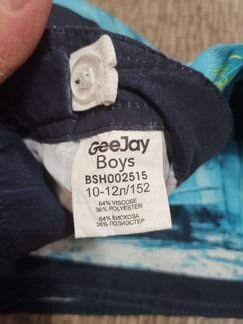 GeeJay
Boys
BSH002515
10-12л/152
64% VISCOSE
36% POLYESTER
64% ВИСКОЗА
36% ПОЛИЭСТЕР